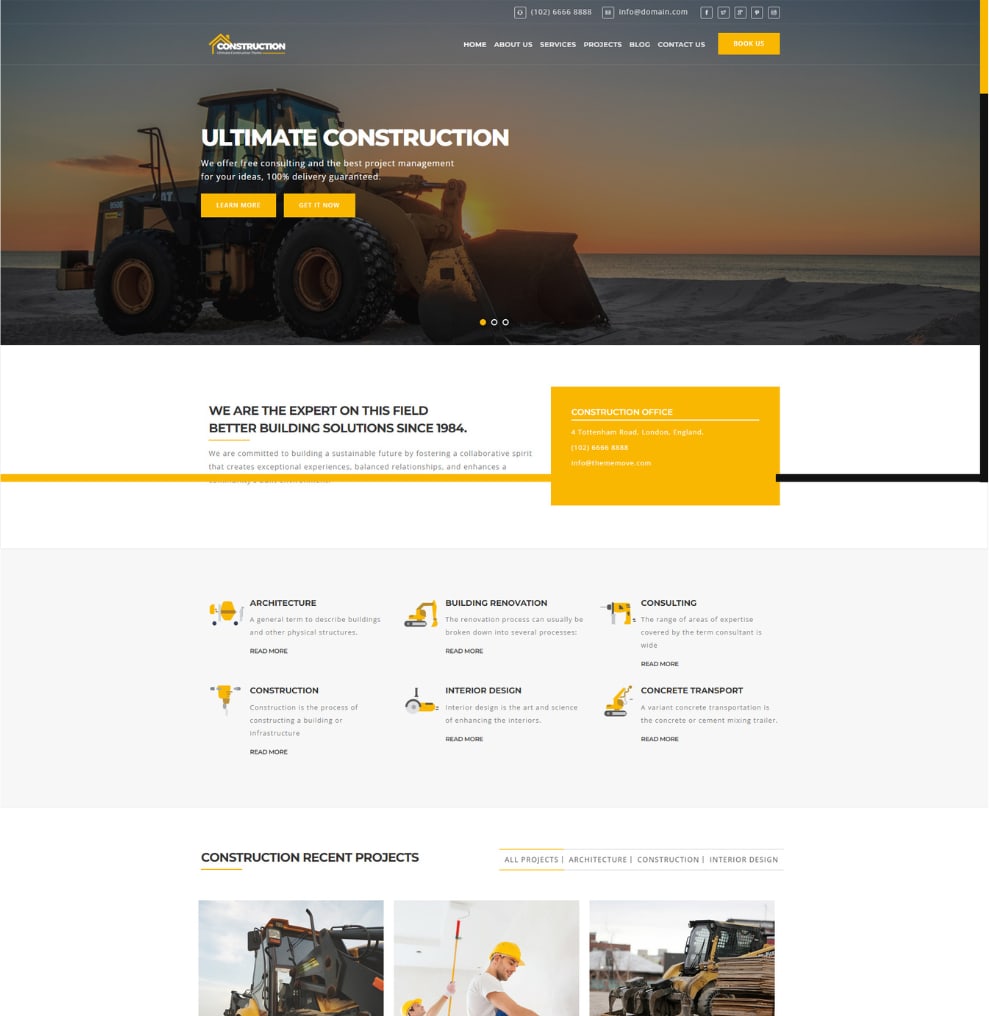 (102) 6666 8888
info@domain.com
CONSTRUCTION
HOME ABOUT US SERVICES PROJECTS BLOG CONTACT US BOOK US
ULTIMATE CONSTRUCTION
We offer free consulting and the best project management
for your ideas, 100% delivery guaranteed.
LEARN MORE GET IT NOW
WE ARE THE EXPERT ON THIS FIELD
BETTER BUILDING SOLUTIONS SINCE 1984.
We are committed to building a sustainable future by fostering a collaborative spirit
that creates exceptional experiences, balanced relationships, and enhances a
CONSTRUCTION OFFICE
4 Tottenham Road, London, England.
(102) 6666 8888
info@thememove.com
ARCHITECTURE
A general term to describe buildings
and other physical structures.
READ MORE
BUILDING RENOVATION
The renovation process can usually be
broken down into several processes:
READ MORE
CONSULTING
The range of areas of expertise
covered by the term consultant is
wide
READ MORE
CONSTRUCTION
Construction is the process of
constructing a building or
infrastructure
READ MORE
INTERIOR DESIGN
Interior design is the art and science
of enhancing the interiors.
READ MORE
CONCRETE TRANSPORT
A variant concrete transportation is
the concrete or cement mixing trailer.
READ MORE
CONSTRUCTION RECENT PROJECTS
ALL PROJECTS | ARCHITECTURE | CONSTRUCTION | INTERIOR DESIGN